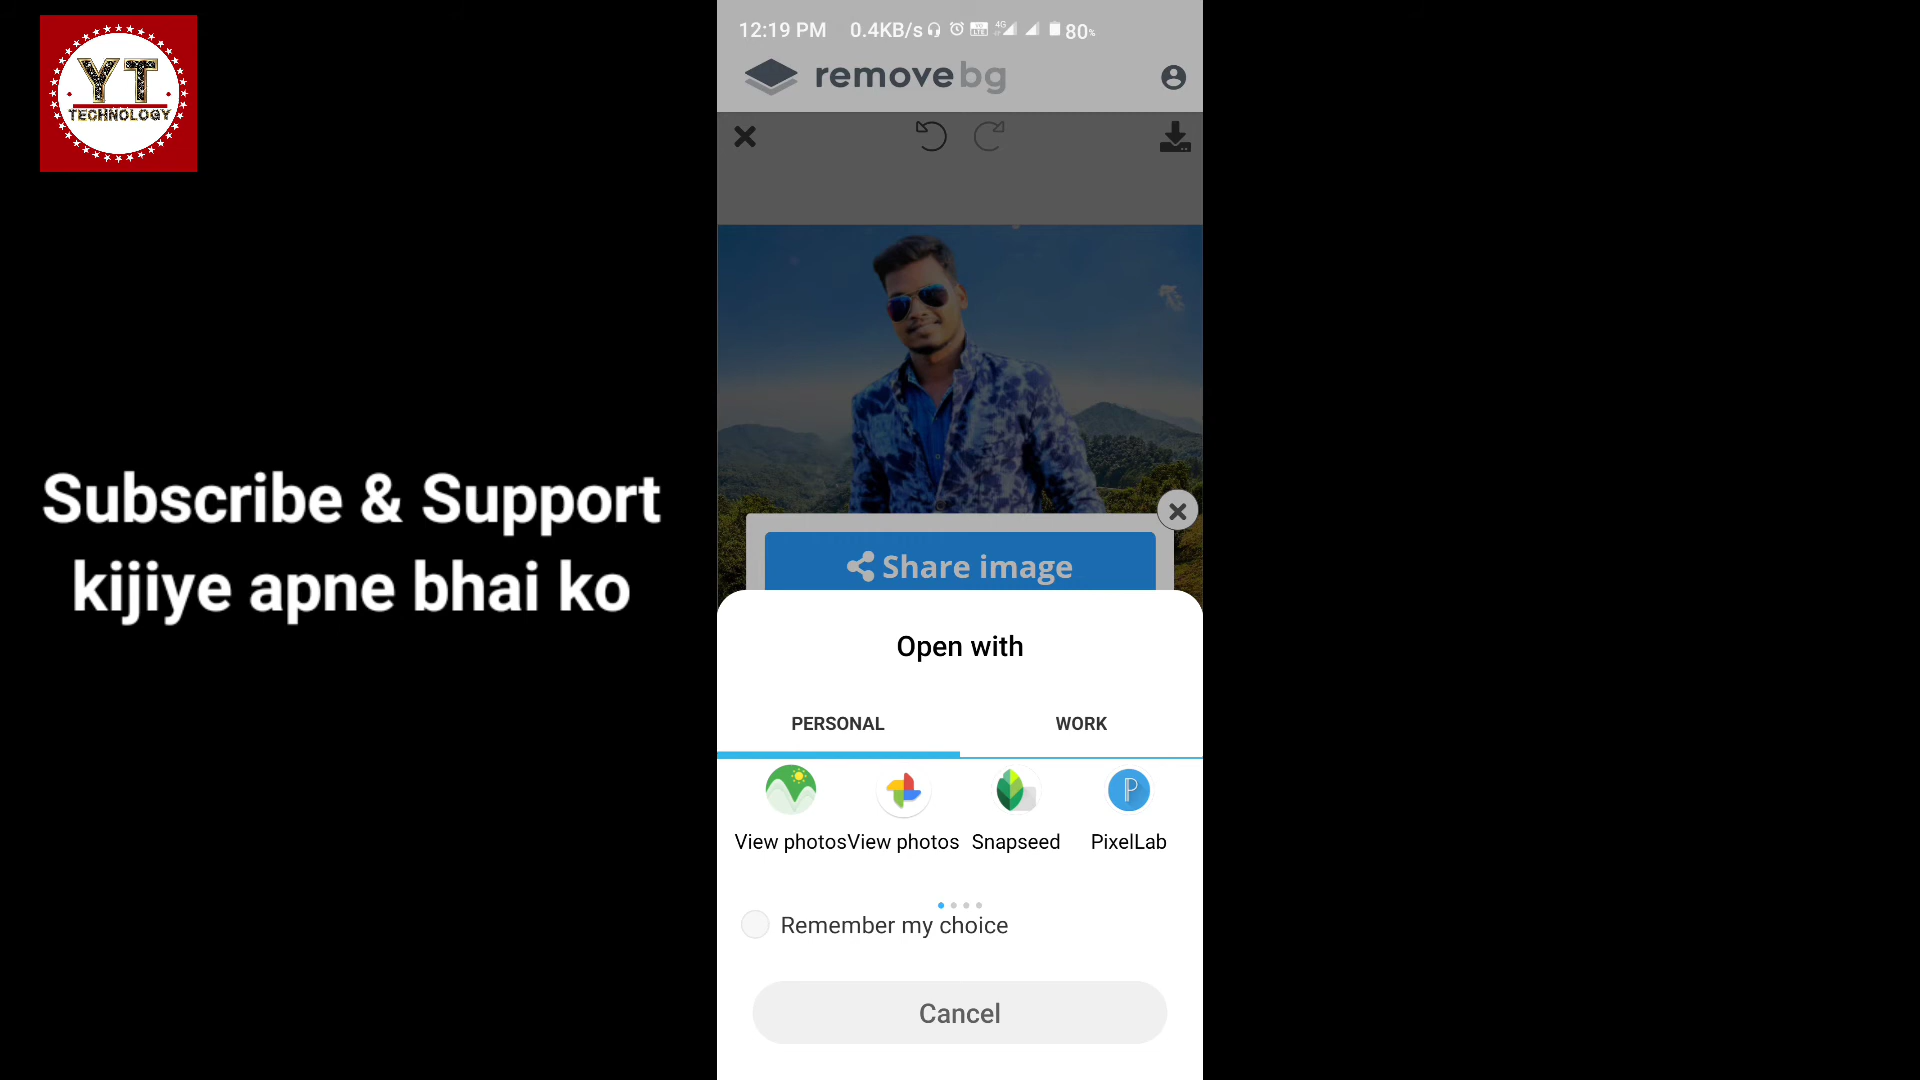 YT
TECHNOLOGY
Subscribe & Support
kijiye apne bhai ko
12:19 PM 0.4KB/s 4G 80%
remove bg
Share image
Open with
PERSONAL WORK
View photos View photos Snapseed PixelLab
Remember my choice
Cancel